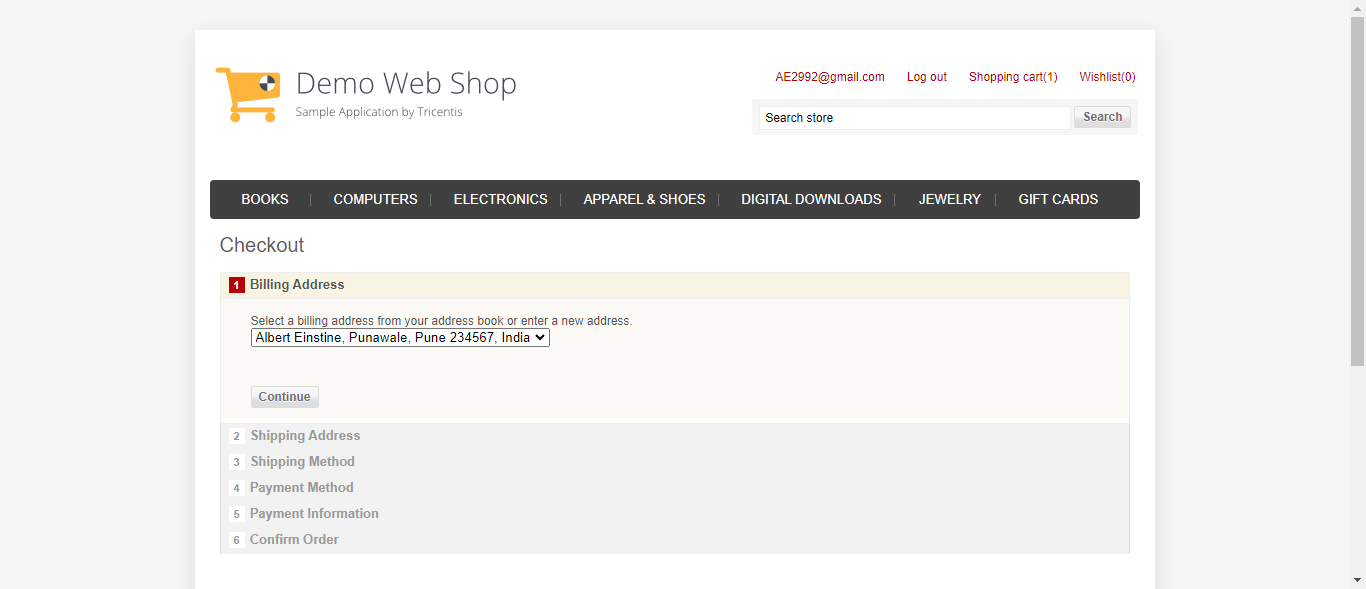 Demo Web Shop
Sample Application by Tricentis
AE2992@gmail.com Log out Shopping cart(1) Wishlist(0)
Search store Search
BOOKS COMPUTERS ELECTRONICS APPAREL & SHOES DIGITAL DOWNLOADS JEWELRY GIFT CARDS
Checkout
1 Billing Address
Select a billing address from your address book or enter a new address.
Albert Einstine, Punawale, Pune 234567, India
Continue
2 Shipping Address
3 Shipping Method
4 Payment Method
5 Payment Information
6 Confirm Order